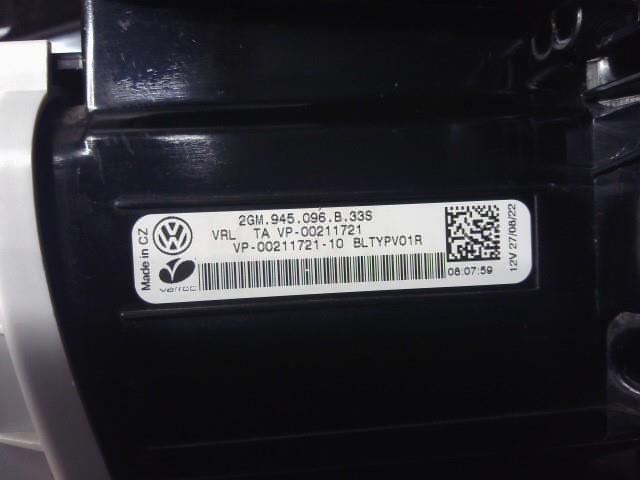 Made in CZ
2GM.945.096.B.33S
VRL TA VP-00211721
VP-00211721-10 BLTYPV01R
varroc
08:07:59
12V 27/08/22